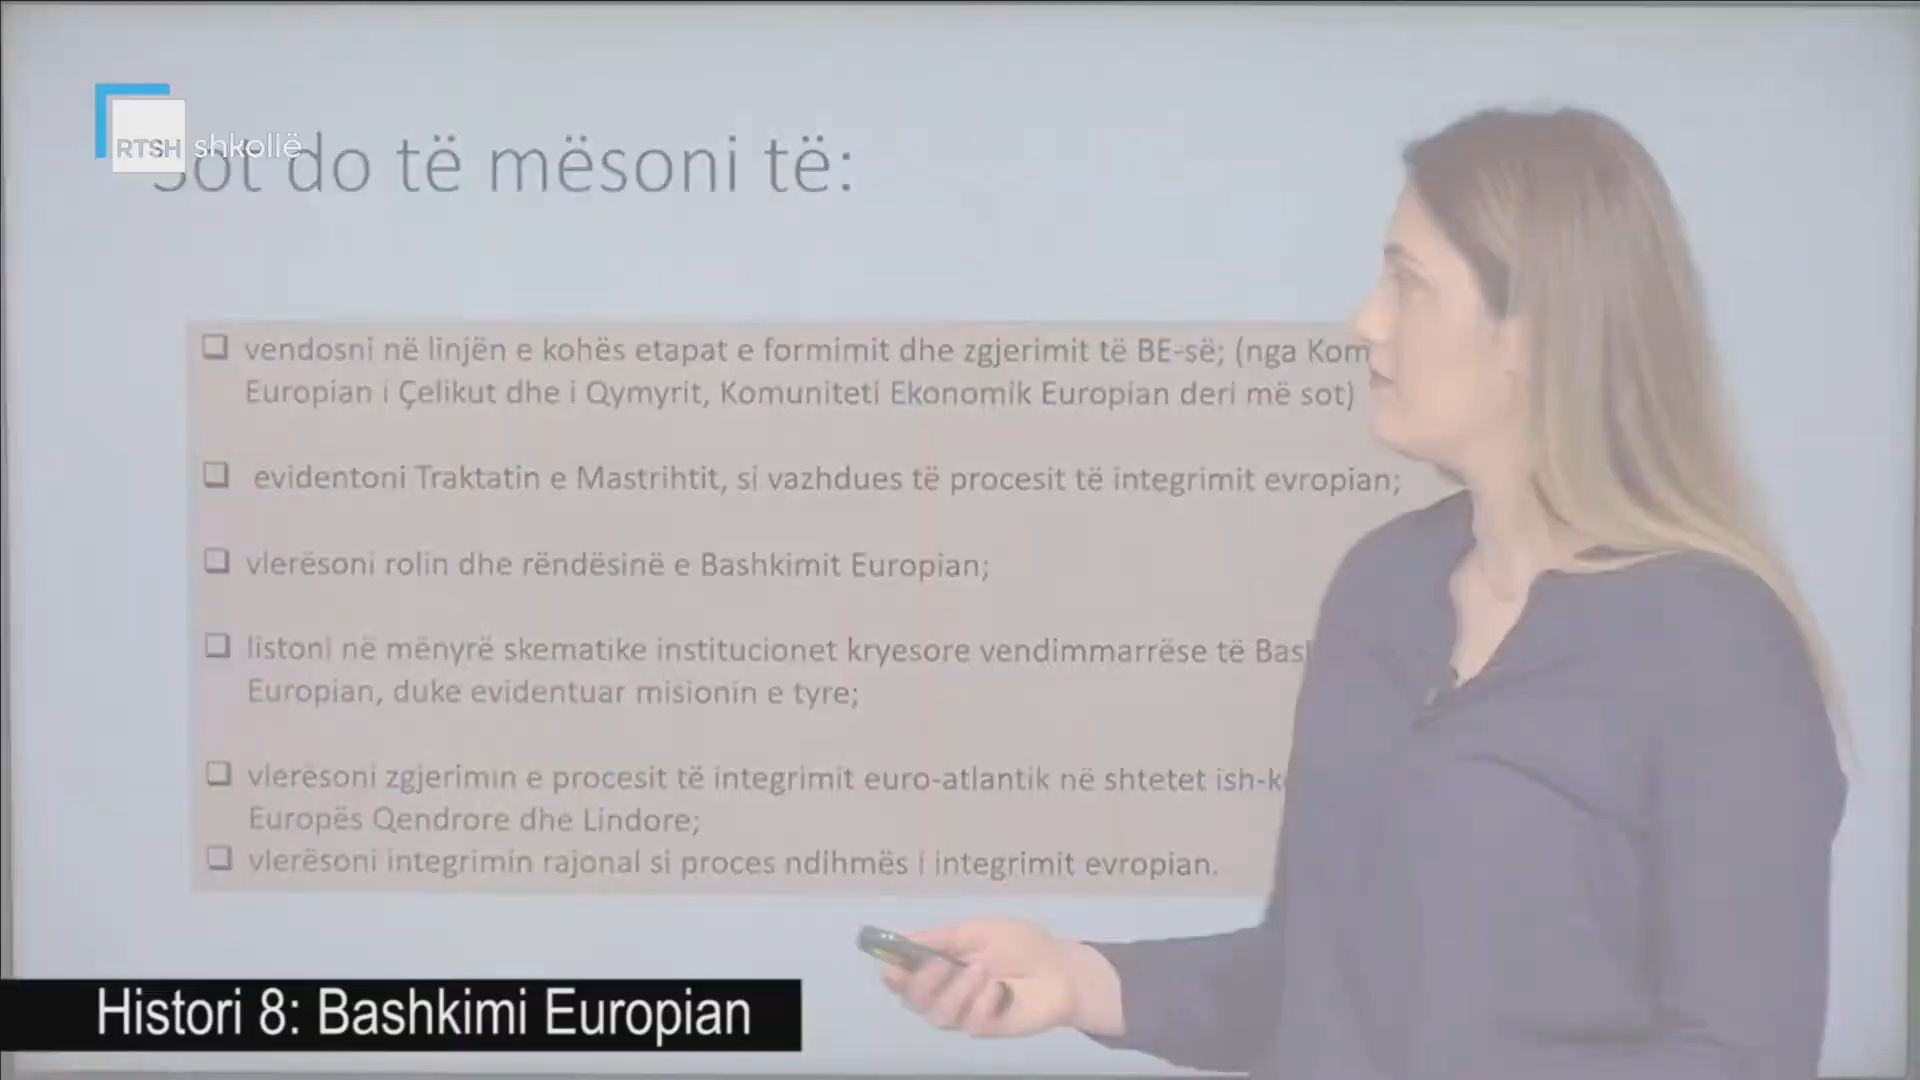 RTSH shkollë
Sot do të mësoni të:
vendosni në linjën e kohës etapat e formimit dhe zgjerimit të BE-së; (nga
Europian i Çelikut dhe i Qymyrit, Komuniteti Ekonomik Europian deri më sot)
evidentoni Traktatin e Mastrihtit, si vazhdues të procesit të integrimit evropian;
vlerësoni rolin dhe rëndësinë e Bashkimit Europian;
listoni në mënyrë skematike institucionet kryesore vendimmarrëse të
Europian, duke evidentuar misionin e tyre;
vlerësoni zgjerimin e procesit të integrimit euro-atlantik në shtetet
Europës Qendrore dhe Lindore;
vlerësoni integrimin rajonal si proces ndihmës i integrimit evropian.
Histori 8: Bashkimi Europian